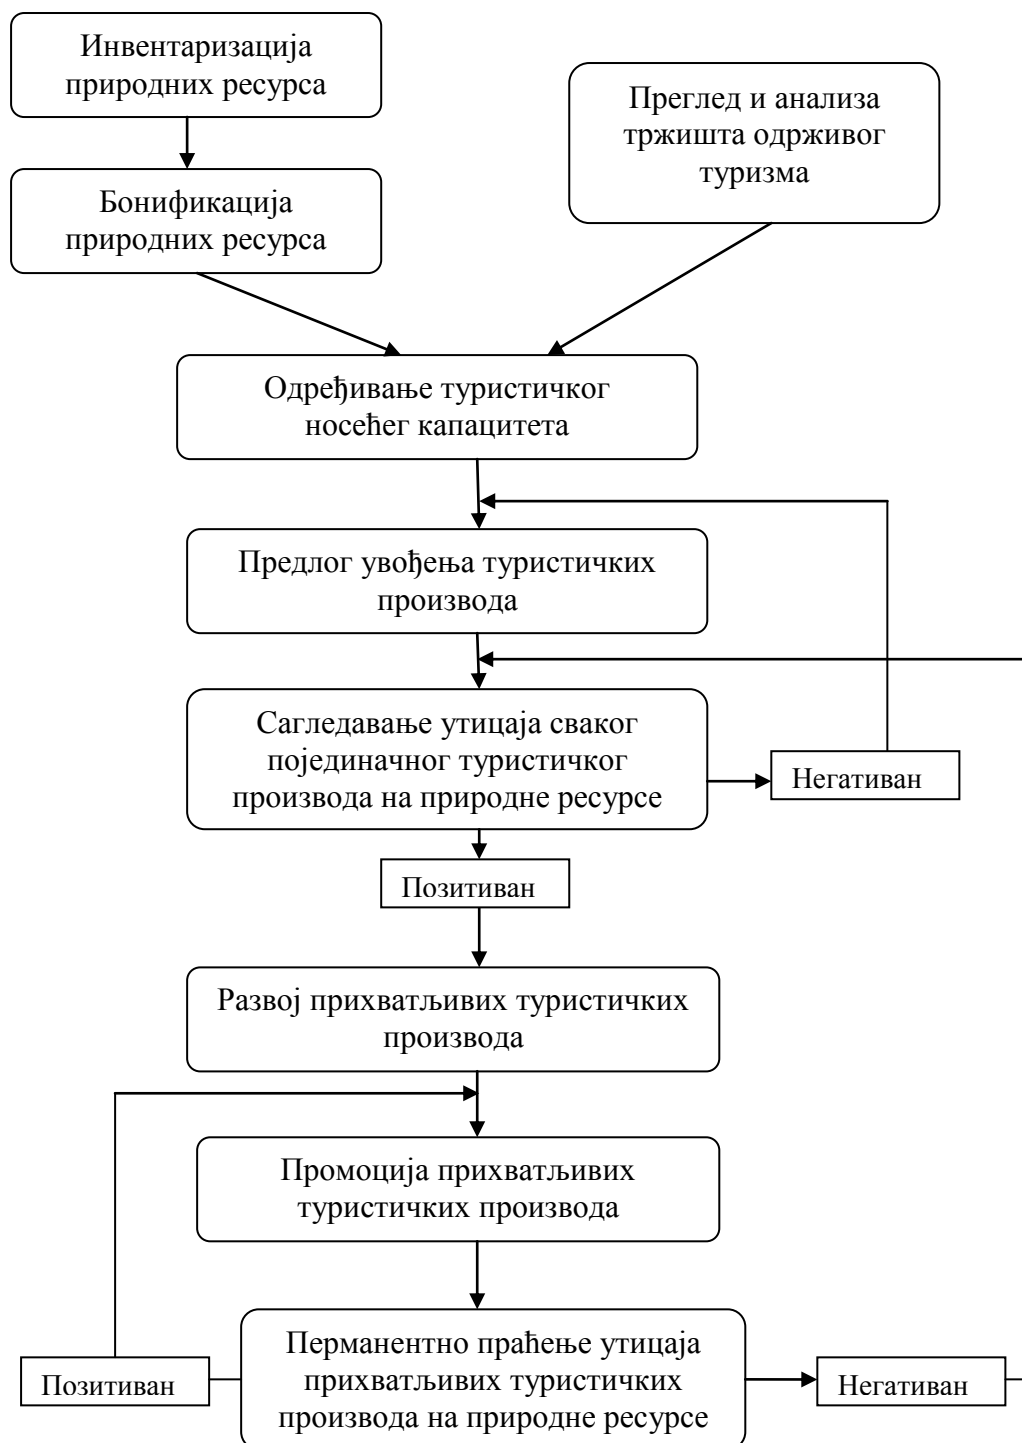 Инвентаризација
природних ресурса
Преглед и анализа
тржишта одрживог
туризма
Бонификација
природних ресурса
Одређивање туристичког
носећег капацитета
Предлог увођења туристичких
производа
Сагледавање утицаја сваког
појединачног туристичког
производа на природне ресурсе
Негативан
Позитиван
Развој прихватљивих туристичких
производа
Промоција прихватљивих
туристичких производа
Перманентно праћење утицаја
прихватљивих туристичких
производа на природне ресурсе
Позитиван
Негативан